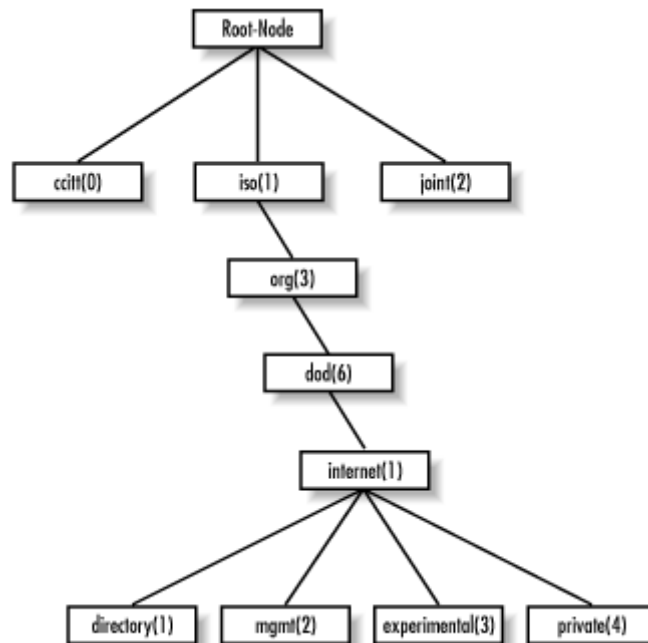 Root-Node
ccitt(0)
iso(1)
joint(2)
org(3)
dod(6)
internet(1)
directory(1)
mgmt(2)
experimental(3)
private(4)